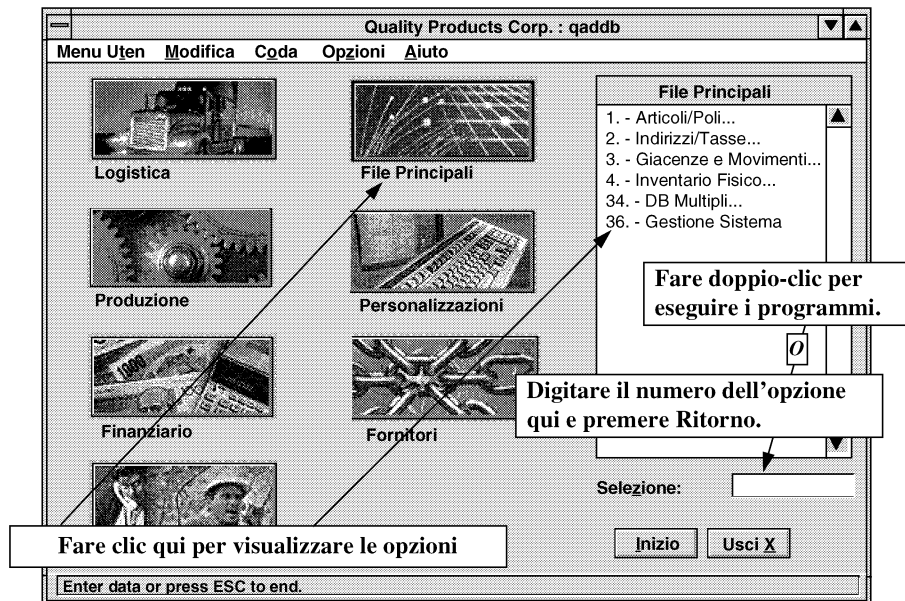 Quality Products Corp. : qaddb
Menu Uten Modifica Coda Opzioni Aiuto
Logistica
File Principali
Produzione
Personalizzazioni
Finanziario
Fornitori
File Principali
1. - Articoli/Poli...
2. - Indirizzi/Tasse...
3. - Giacenze e Movimenti...
4. - Inventario Fisico...
34. - DB Multipli...
36. - Gestione Sistema
Fare doppio-clic per
eseguire i programmi.
O
Digitare il numero dell'opzione
qui e premere Ritorno.
Selezione:
Fare clic qui per visualizzare le opzioni
Inizio
Usci X
Enter data or press ESC to end.